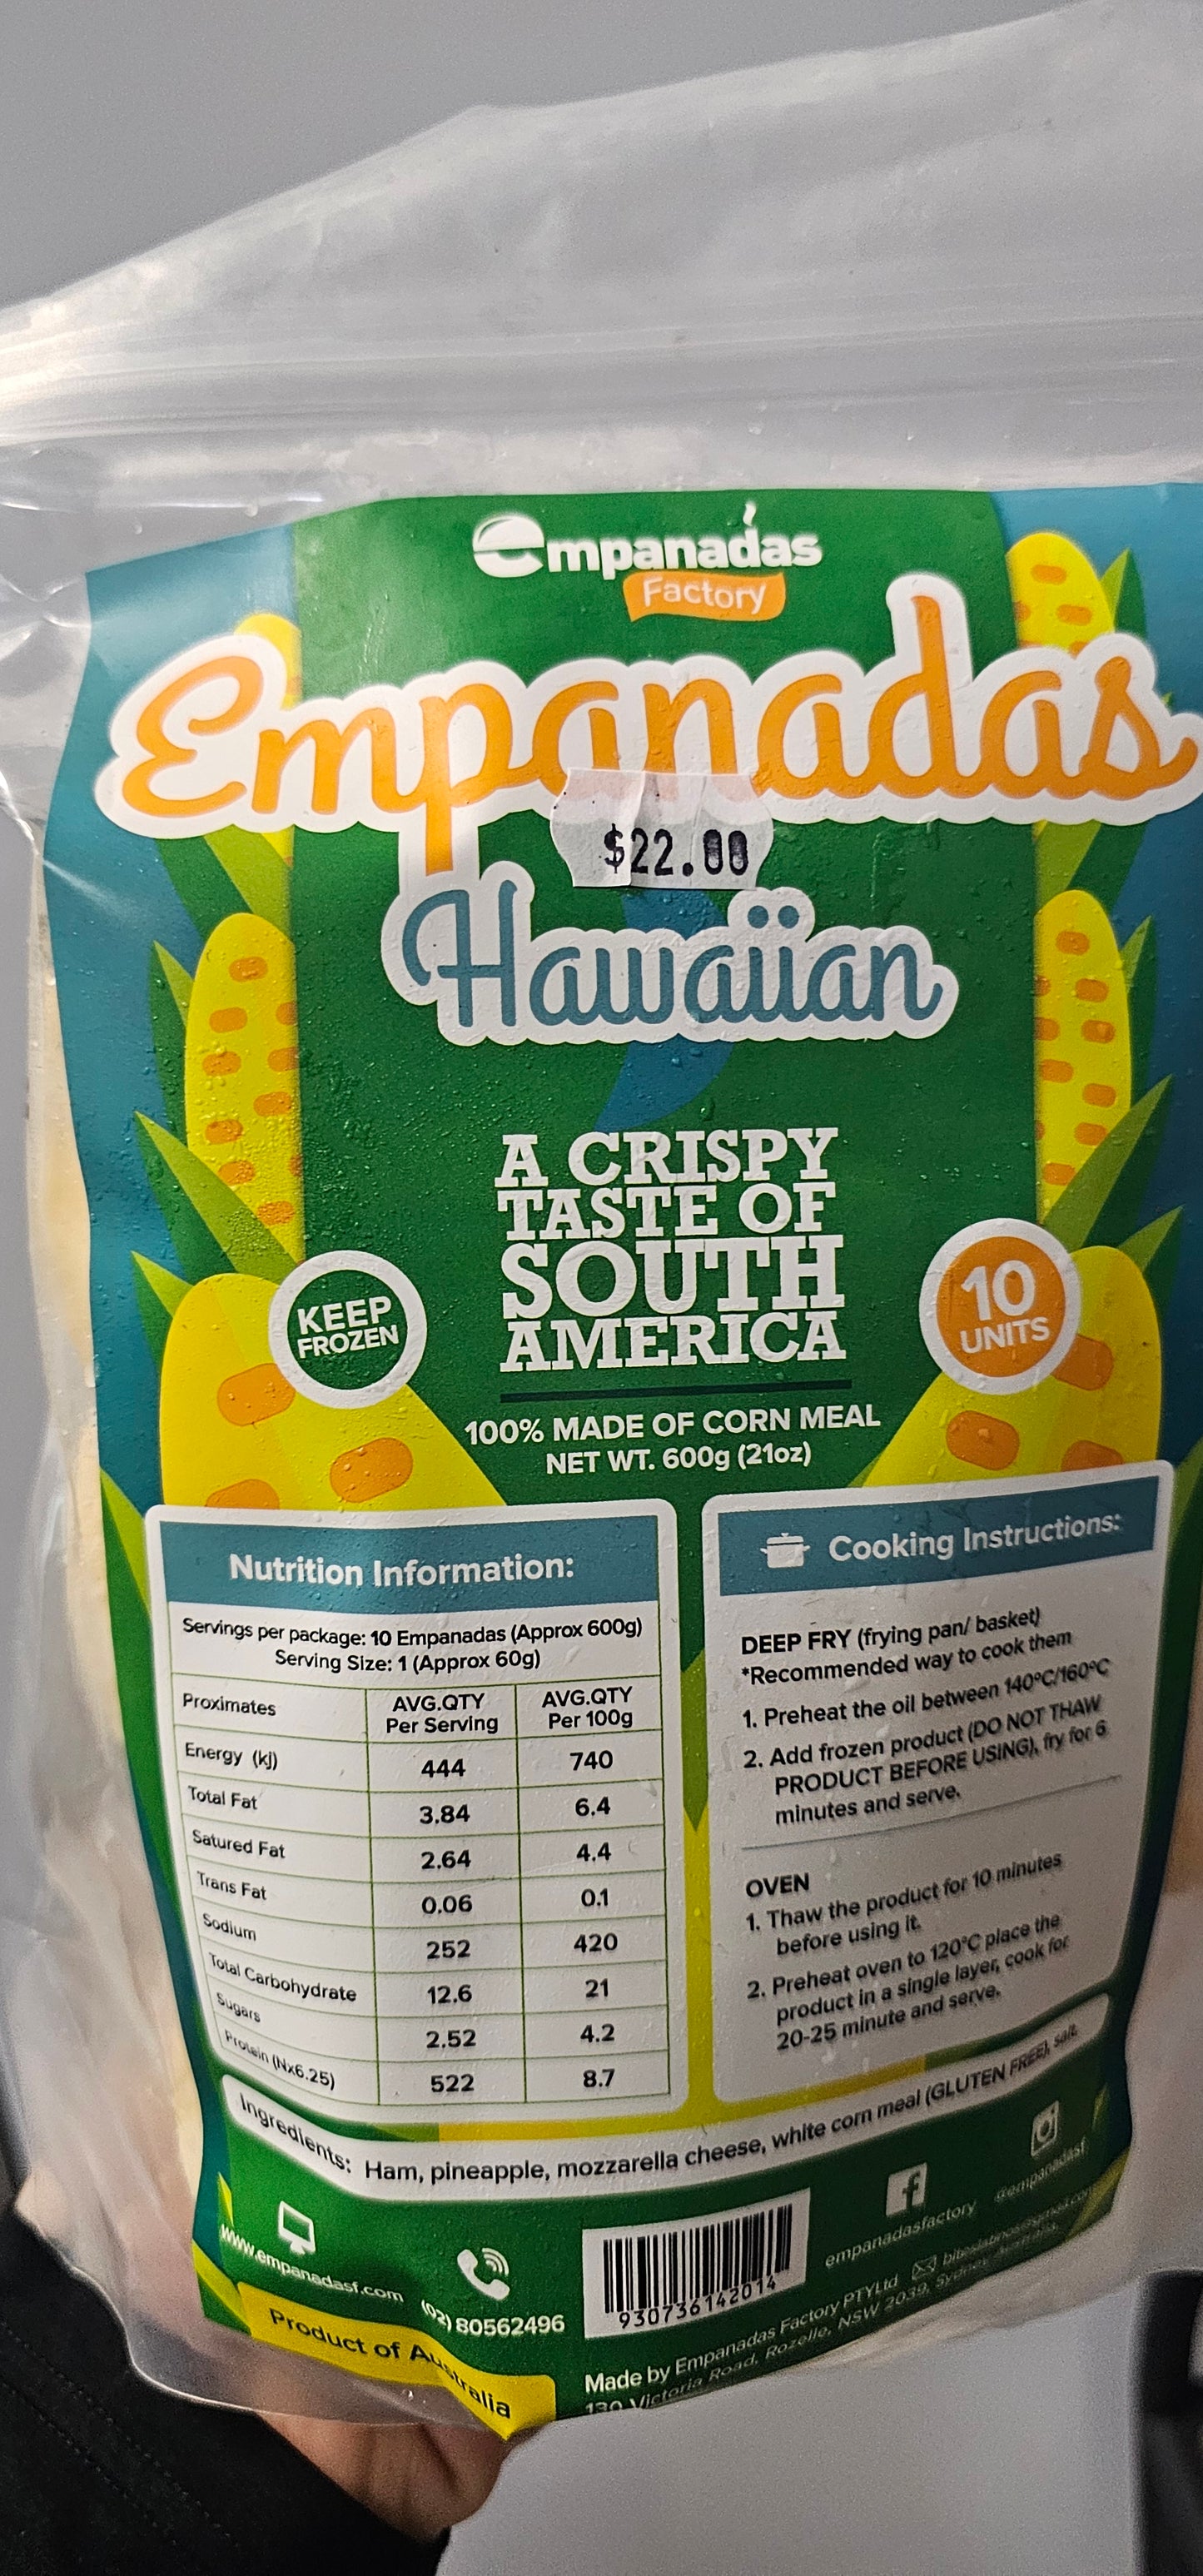 Empanadas
Factory
Empanadas
$22.00
Hawaiian
A CRISPY
TASTE OF
SOUTH
AMERICA
KEEP
FROZEN
10
UNITS
100% MADE OF CORN MEAL
NET WT. 600g (21oz)
Nutrition Information:
Servings per package: 10 Empanadas (Approx 600g)
Serving Size: 1 (Approx 60g)
Proximates AVG.QTY Per Serving AVG.QTY Per 100g
Energy (kj) 444 740
Total Fat 3.84 6.4
Satured Fat 2.64 4.4
Trans Fat 0.06 0.1
Sodium 252 420
Total Carbohydrate 12.6 21
Sugars 2.52 4.2
Protein (Nx6.25) 522 8.7
Cooking Instructions:
DEEP FRY (frying pan/ basket)
*Recommended way to cook them
1. Preheat the oil between 140ºC/160ºC
2. Add frozen product (DO NOT THAW
PRODUCT BEFORE USING), fry for 6
minutes and serve.
OVEN
1. Thaw the product for 10 minutes
before using it.
2. Preheat oven to 120ºC place the
product in a single layer, cook for
20-25 minute and serve.
Ingredients: Ham, pineapple, mozzarella cheese, white corn meal (GLUTEN FREE), salt.
www.empanadasf.com
(02) 80562496
930736142014
empanadasfactory
@empanadasf
Product of Australia
Made by Empanadas Factory PTYLtd
130 Victoria Road, Rozelle, NSW 2039, Sydney, Australia.